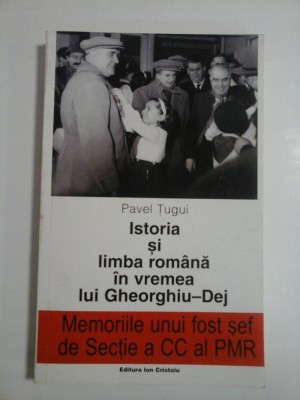 Pavel Țugui
Istoria
și
limba română
în vremea
lui Gheorghiu–Dej
Memoriile unui fost șef
de Secție a CC al PMR
Editura Ion Cristoiu